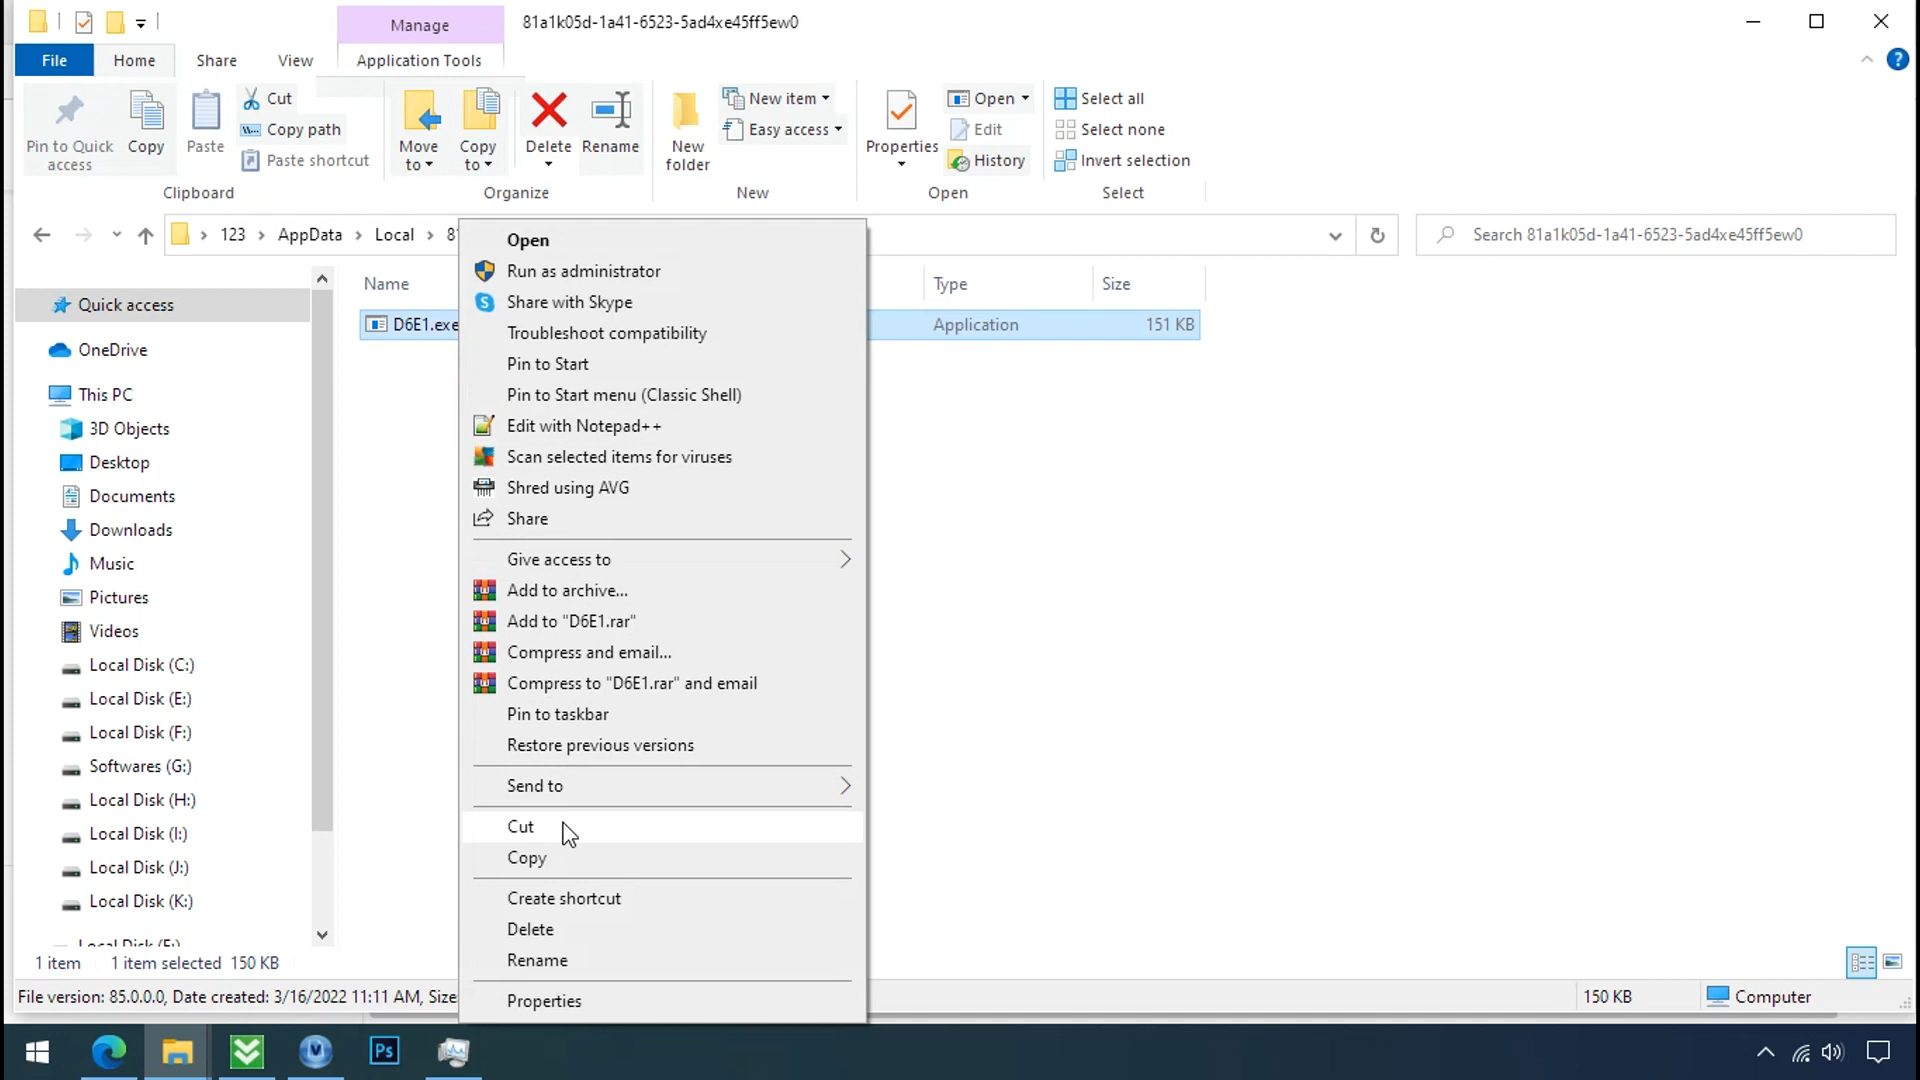 Manage
81a1k05d-1a41-6523-5ad4xe45ff5ew0
File
Home
Share
View
Application Tools
Pin to Quick access
Copy
Paste
Cut
Copy path
Paste shortcut
Clipboard
Move to
Copy to
Delete
Rename
Organize
New folder
New item
Easy access
New
Properties
Open
Edit
History
Open
Select all
Select none
Invert selection
Select
123
AppData
Local
Search 81a1k05d-1a41-6523-5ad4xe45ff5ew0
Quick access
OneDrive
This PC
3D Objects
Desktop
Documents
Downloads
Music
Pictures
Videos
Local Disk (C:)
Local Disk (E:)
Local Disk (F:)
Softwares (G:)
Local Disk (H:)
Local Disk (I:)
Local Disk (J:)
Local Disk (K:)
Name
Type
Size
D6E1.exe
Application
151 KB
Open
Run as administrator
Share with Skype
Troubleshoot compatibility
Pin to Start
Pin to Start menu (Classic Shell)
Edit with Notepad++
Scan selected items for viruses
Shred using AVG
Share
Give access to
Add to archive...
Add to "D6E1.rar"
Compress and email...
Compress to "D6E1.rar" and email
Pin to taskbar
Restore previous versions
Send to
Cut
Copy
Create shortcut
Delete
Rename
Properties
1 item
1 item selected 150 KB
File version: 85.0.0.0, Date created: 3/16/2022 11:11 AM, Size
150 KB
Computer
Ps